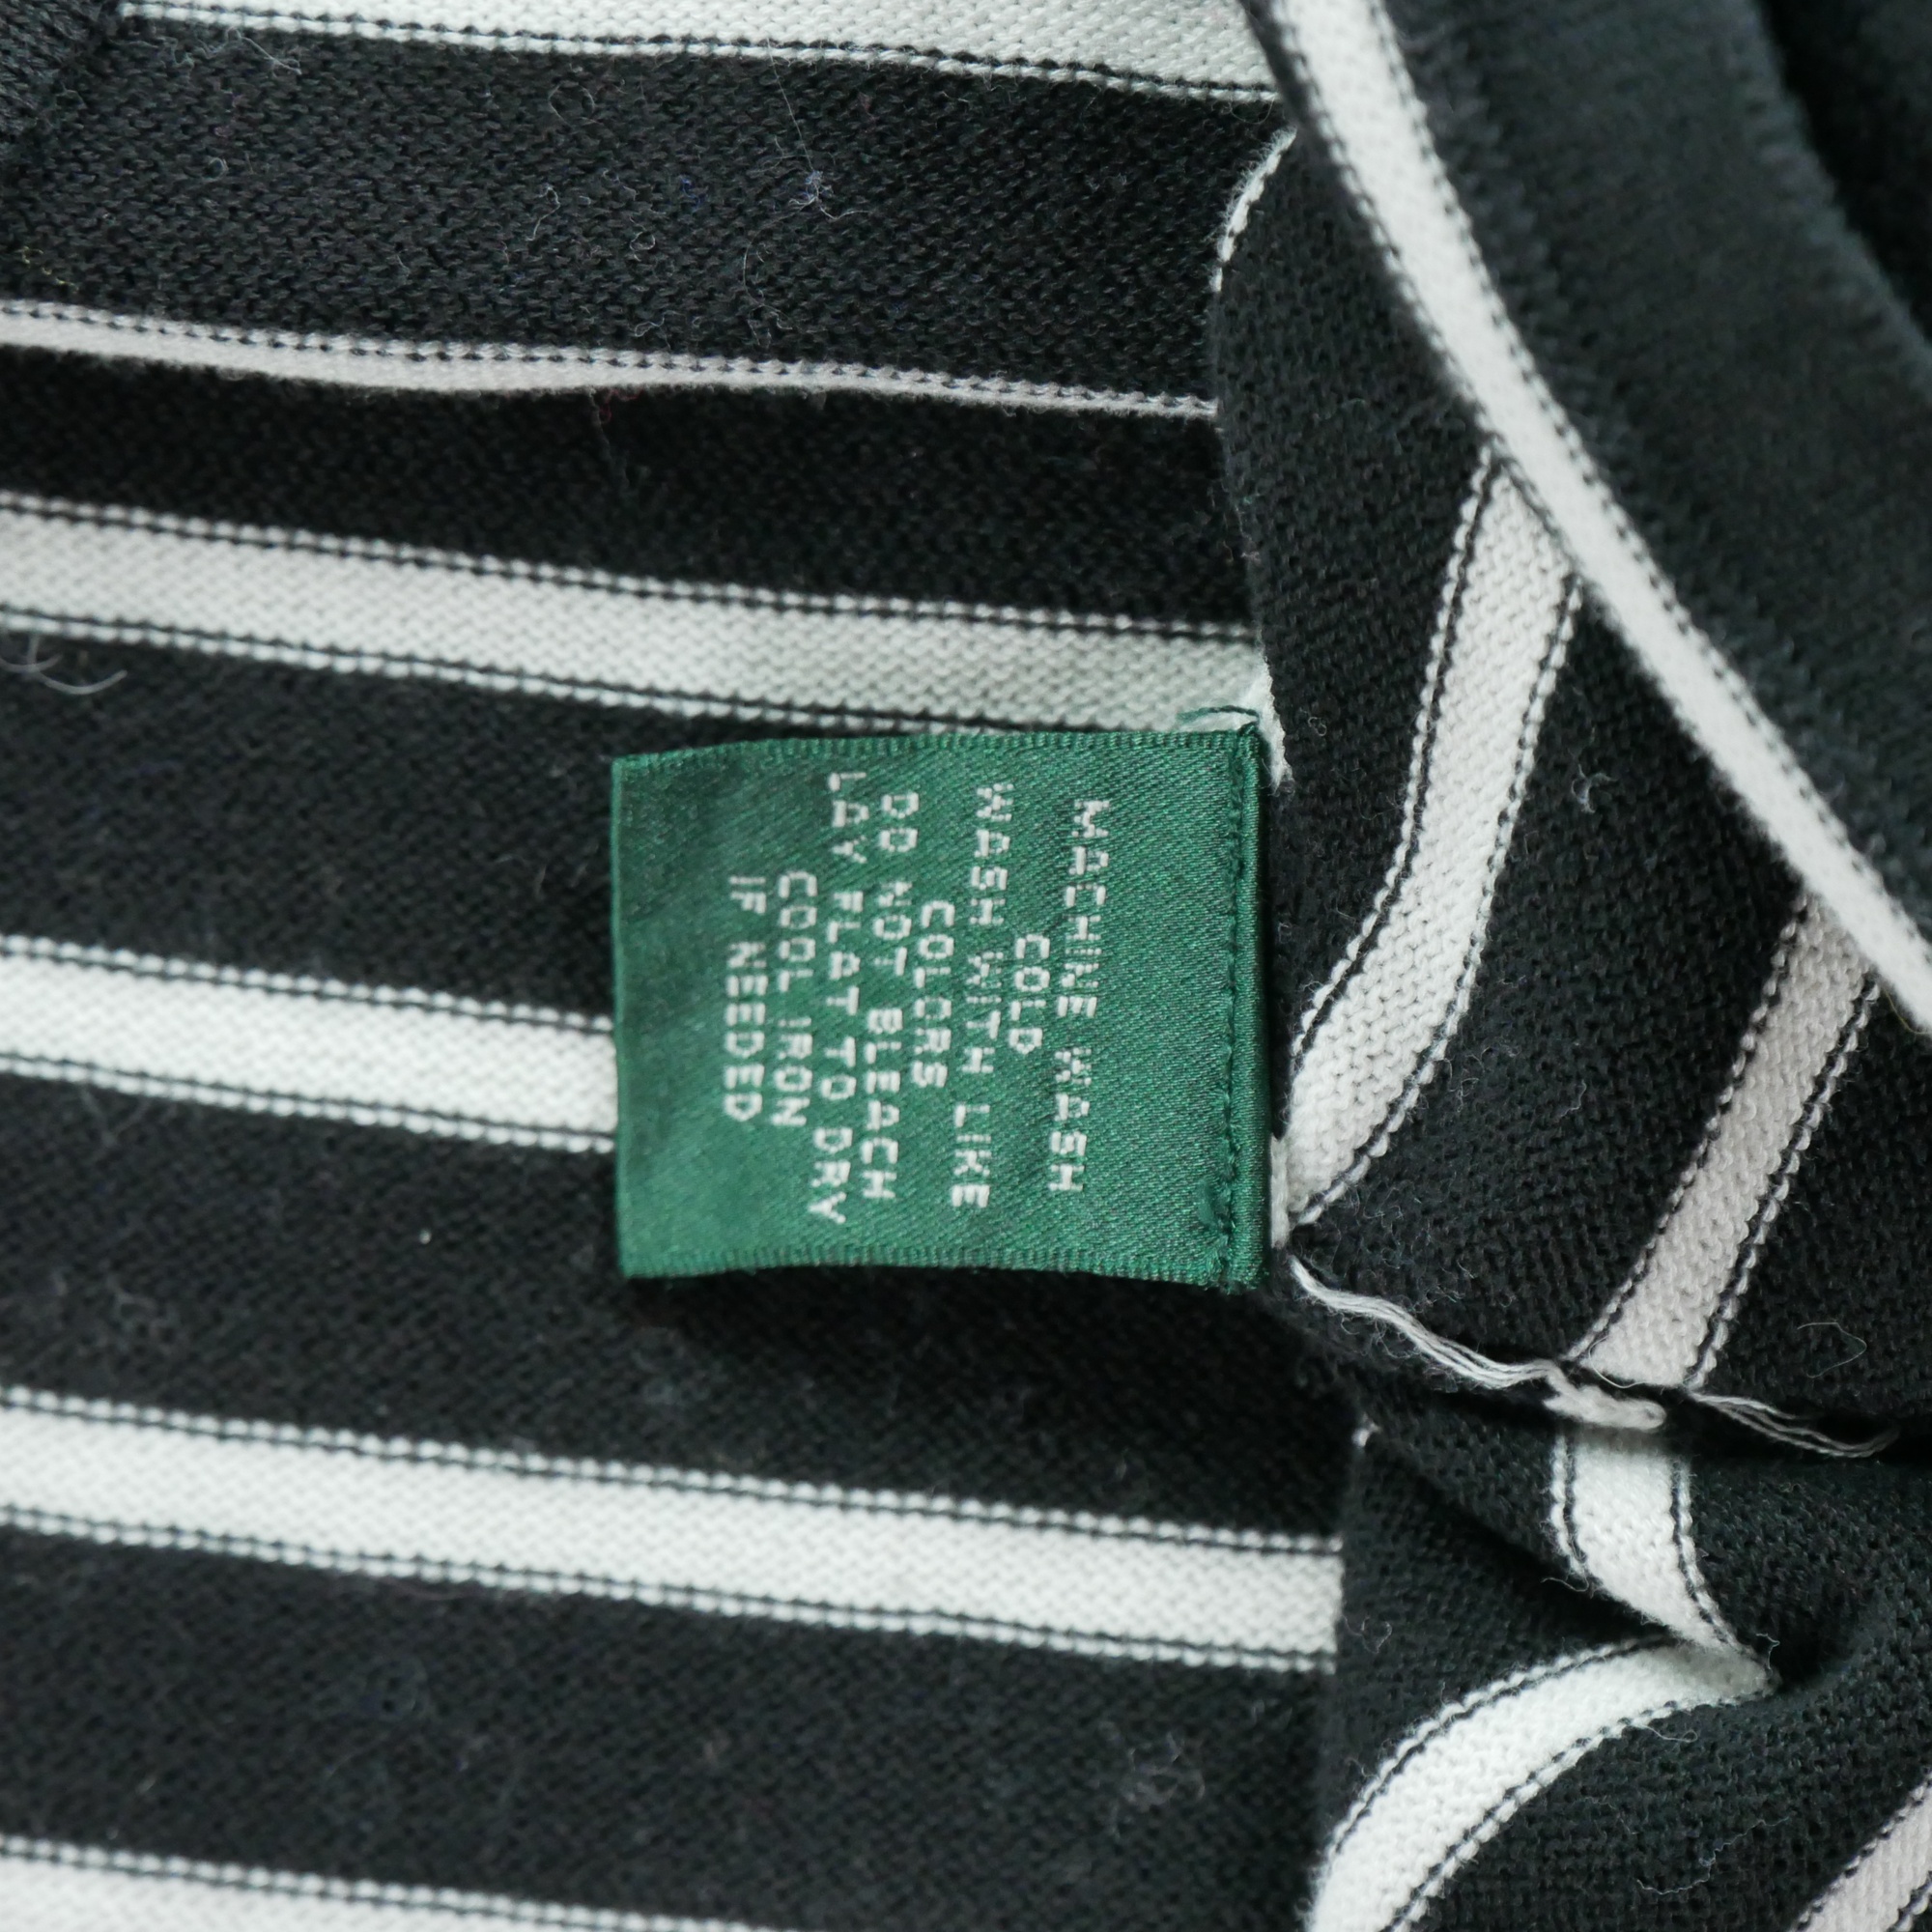 MACHINE WASH
COLD
WASH WITH LIKE
COLORS
DO NOT BLEACH
LAY FLAT TO DRY
COOL IRON
IF NEEDED